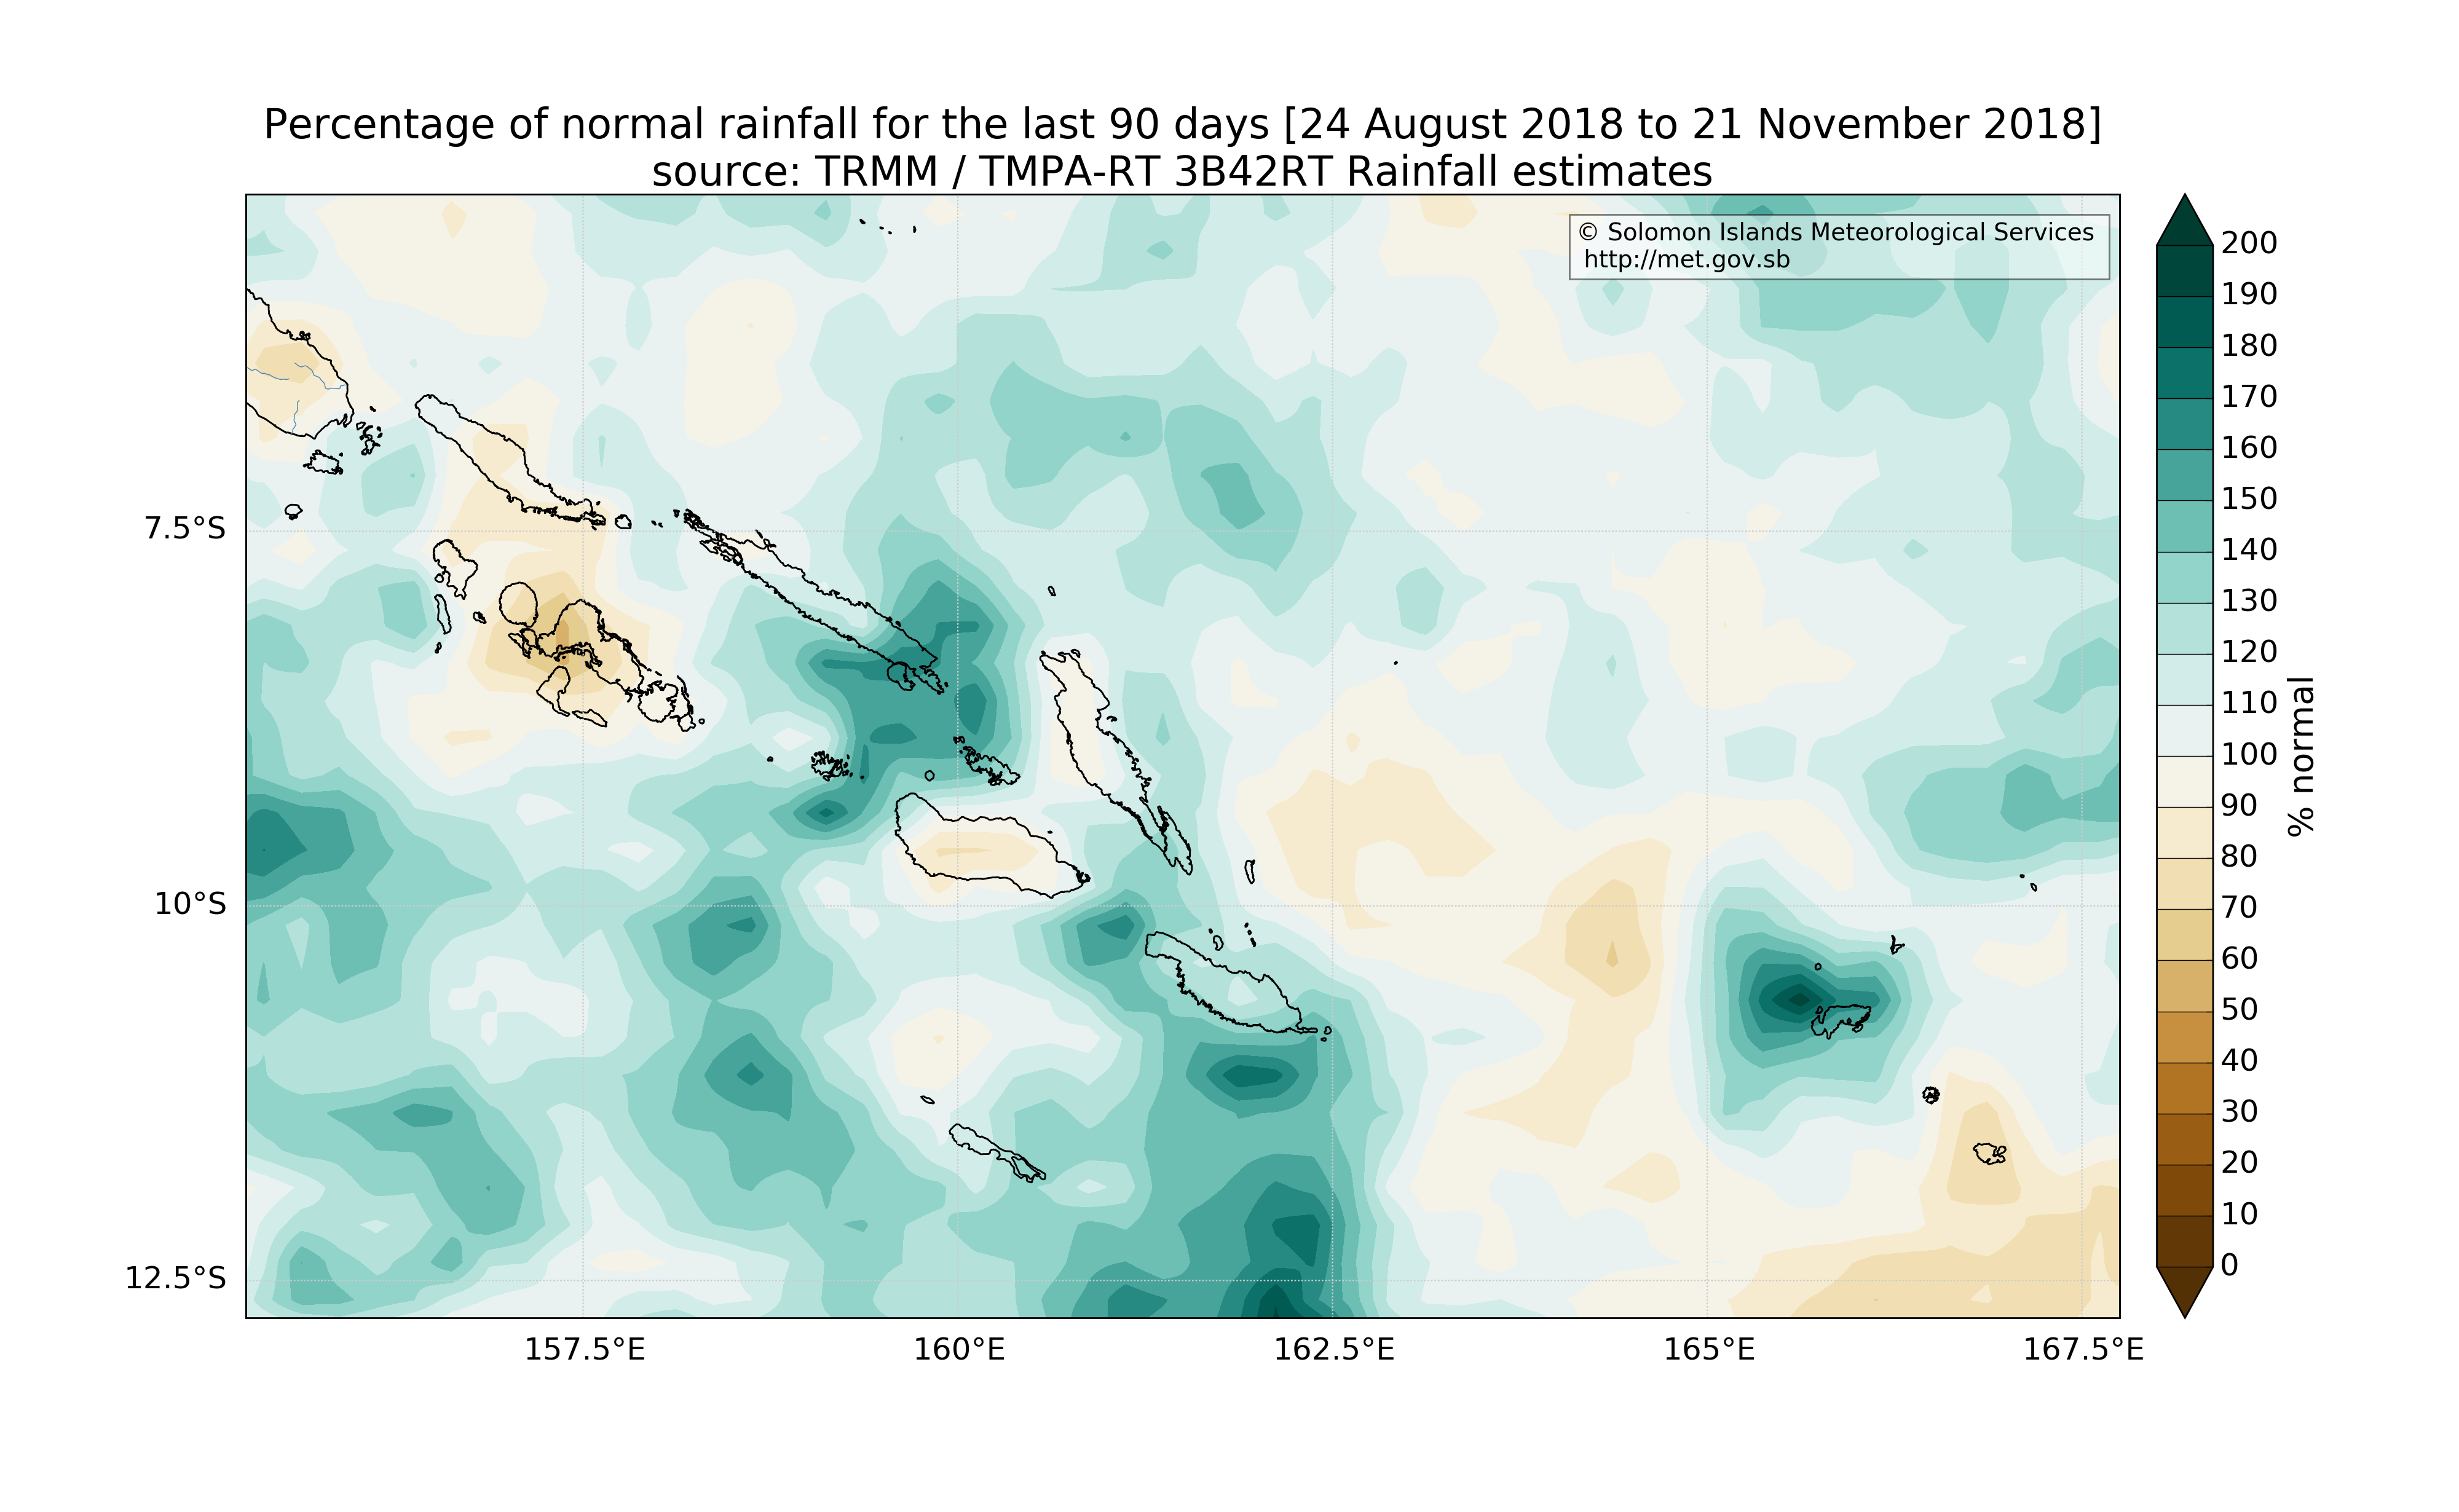 Percentage of normal rainfall for the last 90 days [24 August 2018 to 21 November 2018]
source: TRMM / TMPA-RT 3B42RT Rainfall estimates
© Solomon Islands Meteorological Services
http://met.gov.sb
7.5°S
10°S
12.5°S
157.5°E
160°E
162.5°E
165°E
167.5°E
200
190
180
170
160
150
140
130
120
110
100
90
80
70
60
50
40
30
20
10
0
% normal